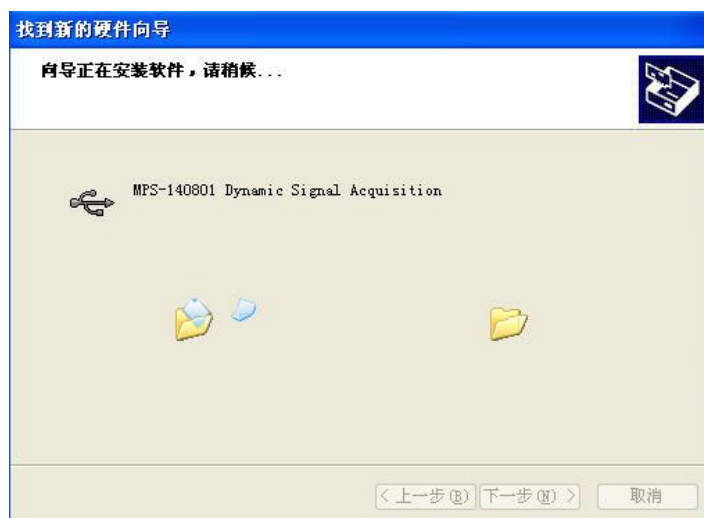 找到新的硬件向导
向导正在安装软件，请稍候...
MPS-140801 Dynamic Signal Acquisition
< 上一步(B)
下一步(N) >
取消